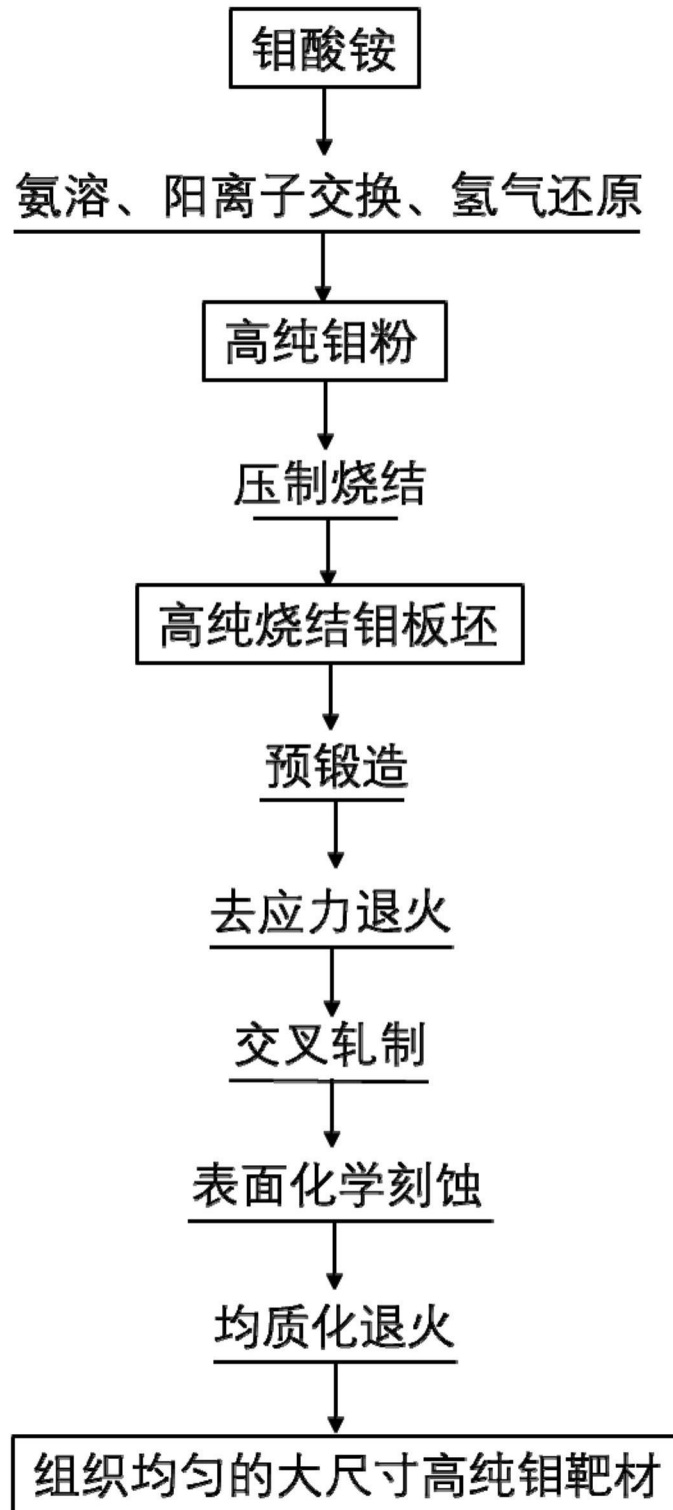 钼酸铵
氨溶、阳离子交换、氢气还原
高纯钼粉
压制烧结
高纯烧结钼板坯
预锻造
去应力退火
交叉轧制
表面化学刻蚀
均质化退火
组织均匀的大尺寸高纯钼靶材